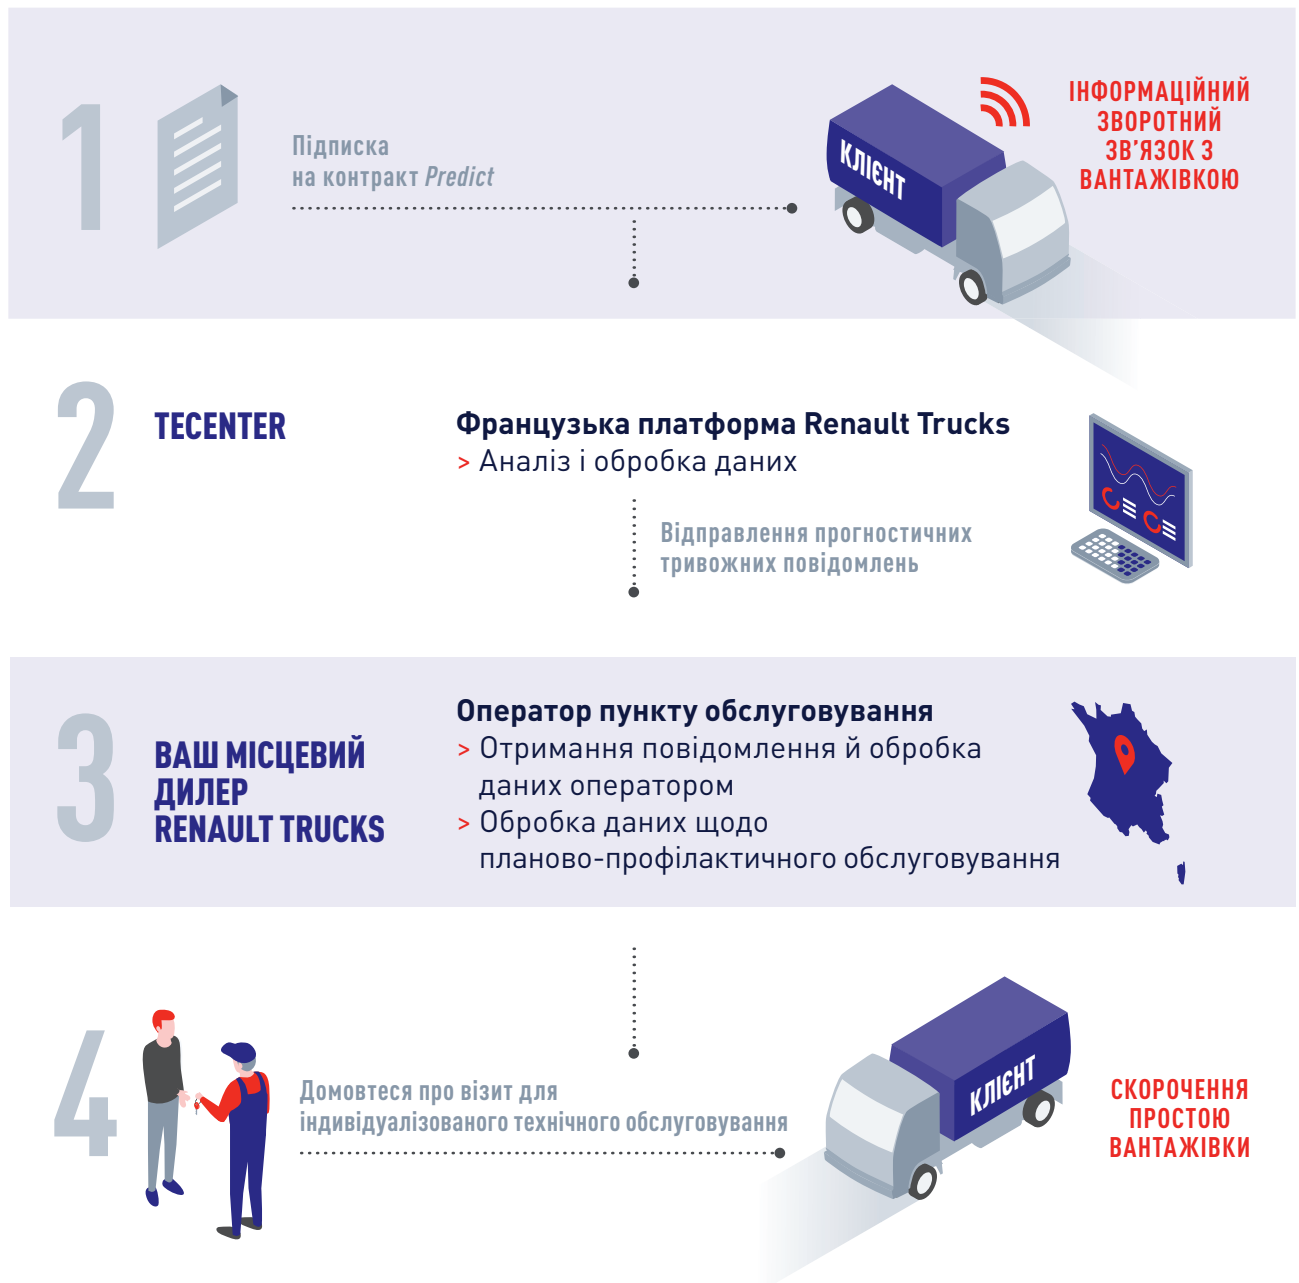 1
Підписка
на контракт Predict
КЛІЄНТ
ІНФОРМАЦІЙНИЙ
ЗВОРОТНИЙ
ЗВ’ЯЗОК З
ВАНТАЖІВКОЮ
2
TECENTER
Французька платформа Renault Trucks
> Аналіз і обробка даних
Відправлення прогностичних
тривожних повідомлень
3
ВАШ МІСЦЕВИЙ
ДИЛЕР
RENAULT TRUCKS
Оператор пункту обслуговування
> Отримання повідомлення й обробка
даних оператором
> Обробка даних щодо
планово-профілактичного обслуговування
4
Домовтеся про візит для
індивідуалізованого технічного обслуговування
КЛІЄНТ
СКОРОЧЕННЯ
ПРОСТОЮ
ВАНТАЖІВКИ